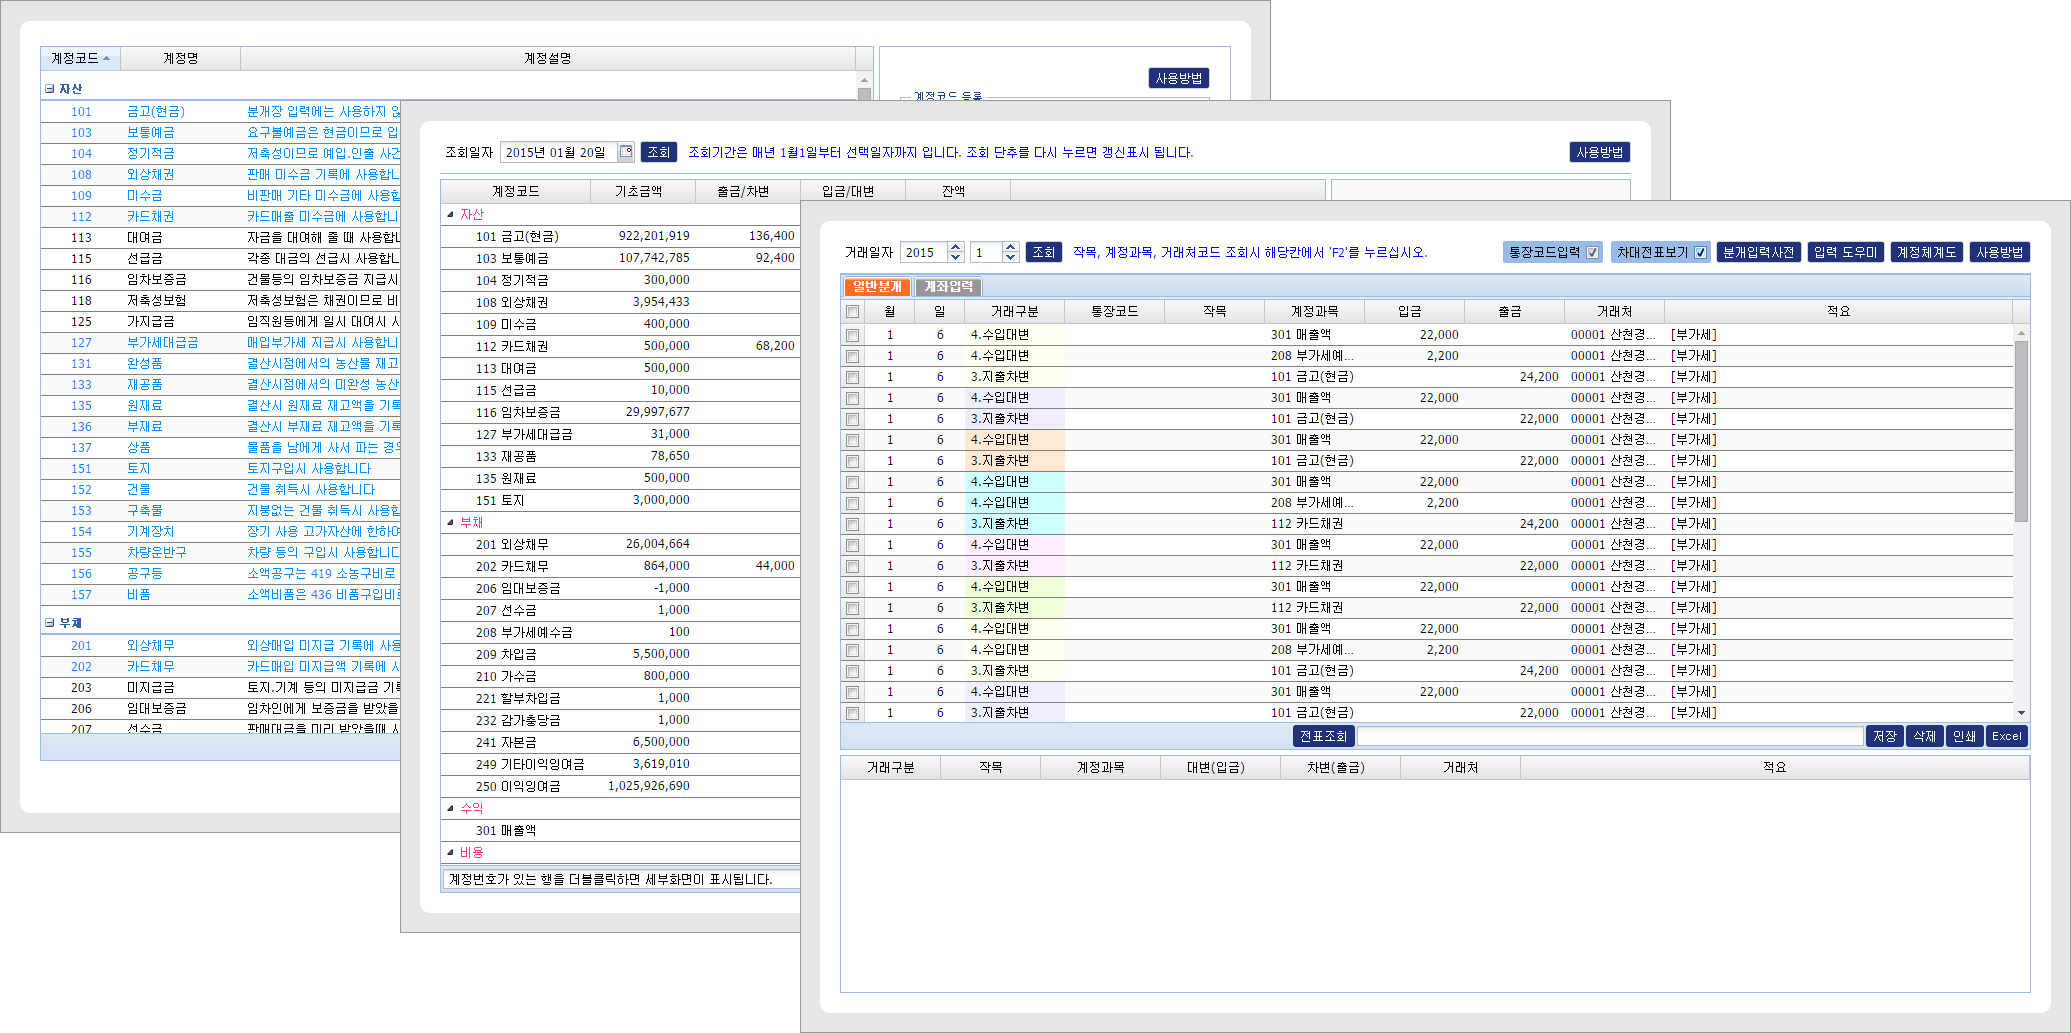 계정코드 계정명 계정설명
사용방법
계정코드 등록
자산
101 금고(현금) 분개장 입력에는 사용하지
103 보통예금 요구불예금은 현금이므로 입
104 정기적금 저축성이므로 예입.인출 사건
108 외상채권 판매 미수금 기록에 사용합니
109 미수금 비판매 기타 미수금에 사용합
112 카드채권 카드매출 미수금에 사용합니
113 대여금 자금을 대여해 줄 때 사용합니
115 선급금 각종 대금의 선급시 사용합니
116 임차보증금 건물등의 임차보증금 지급시
118 저축성보험 저축성보험은 채권이므로 비
125 가지급금 임직원등에게 일시 대여시 사
127 부가세대급금 매입부가세 지급시 사용합니
131 완성품 결산시점에서의 농산물 재고
133 재공품 결산시점에서의 미완성 농산
135 원재료 결산시 원재료 재고액을 기록
136 부재료 결산시 부재료 재고액을 기록
137 상품 물품을 남에게 사서 파는 경우
151 토지 토지구입시 사용합니다
152 건물 건물 취득시 사용합니다
153 구축물 지붕없는 건물 취득시 사용합
154 기계장치 장기 사용 고가자산에 한하여
155 차량운반구 차량 등의 구입시 사용합니다
156 공구등 소액공구는 419 소농구비로
157 비품 소액비품은 436 비품구입비로
부채
201 외상채무 외상매입 미지급 기록에 사용
202 카드채무 카드매입 미지급액 기록에 사
203 미지급금 토지.기계 등의 미지급금 기록
206 임대보증금 임차인에게 보증금을 받았을
207 선수금 판매대금을 미리 받았을때 사
조회일자 2015년 01월 20일 조회 조회기간은 매년 1월1일부터 선택일자까지 입니다. 조회 단추를 다시 누르면 갱신표시 됩니다. 사용방법
계정코드 기초금액 출금/차변 입금/대변 잔액
자산
101 금고(현금) 922,201,919 136,400
103 보통예금 107,742,785 92,400
104 정기적금 300,000
108 외상채권 3,954,433
109 미수금 400,000
112 카드채권 500,000 68,200
113 대여금 500,000
115 선급금 10,000
116 임차보증금 29,997,677
127 부가세대급금 31,000
133 재공품 78,650
135 원재료 500,000
151 토지 3,000,000
부채
201 외상채무 26,004,664
202 카드채무 864,000 44,000
206 임대보증금 -1,000
207 선수금 1,000
208 부가세예수금 100
209 차입금 5,500,000
210 가수금 800,000
221 할부차입금 1,000
232 감가충당금 1,000
241 자본금 6,500,000
249 기타이익잉여금 3,619,010
250 이익잉여금 1,025,926,690
수익
301 매출액
비용
계정번호가 있는 행을 더블클릭하면 세부화면이 표시됩니다.
거래일자 2015 1 조회 작목, 계정과목, 거래처코드 조회시 해당칸에서 'F2'를 누르십시오. 통장코드입력 차대전표보기 분개입력사전 입력 도우미 계정체계도 사용방법
일반분개 계좌입력
월 일 거래구분 통장코드 작목 계정과목 입금 출금 거래처 적요
1 6 4.수입대변 301 매출액 22,000 00001 산천경... [부가세]
1 6 4.수입대변 208 부가세예... 2,200 00001 산천경... [부가세]
1 6 3.지출차변 101 금고(현금) 24,200 00001 산천경... [부가세]
1 6 4.수입대변 301 매출액 22,000 00001 산천경... [부가세]
1 6 3.지출차변 101 금고(현금) 22,000 00001 산천경... [부가세]
1 6 4.수입대변 301 매출액 22,000 00001 산천경... [부가세]
1 6 3.지출차변 101 금고(현금) 22,000 00001 산천경... [부가세]
1 6 4.수입대변 301 매출액 22,000 00001 산천경... [부가세]
1 6 4.수입대변 208 부가세예... 2,200 00001 산천경... [부가세]
1 6 3.지출차변 112 카드채권 24,200 00001 산천경... [부가세]
1 6 4.수입대변 301 매출액 22,000 00001 산천경... [부가세]
1 6 3.지출차변 112 카드채권 22,000 00001 산천경... [부가세]
1 6 4.수입대변 301 매출액 22,000 00001 산천경... [부가세]
1 6 3.지출차변 112 카드채권 22,000 00001 산천경... [부가세]
1 6 4.수입대변 301 매출액 22,000 00001 산천경... [부가세]
1 6 4.수입대변 208 부가세예... 2,200 00001 산천경... [부가세]
1 6 3.지출차변 101 금고(현금) 24,200 00001 산천경... [부가세]
1 6 4.수입대변 301 매출액 22,000 00001 산천경... [부가세]
1 6 3.지출차변 101 금고(현금) 22,000 00001 산천경... [부가세]
전표조회 저장 삭제 인쇄 Excel
거래구분 작목 계정과목 대변(입금) 차변(출금) 거래처 적요